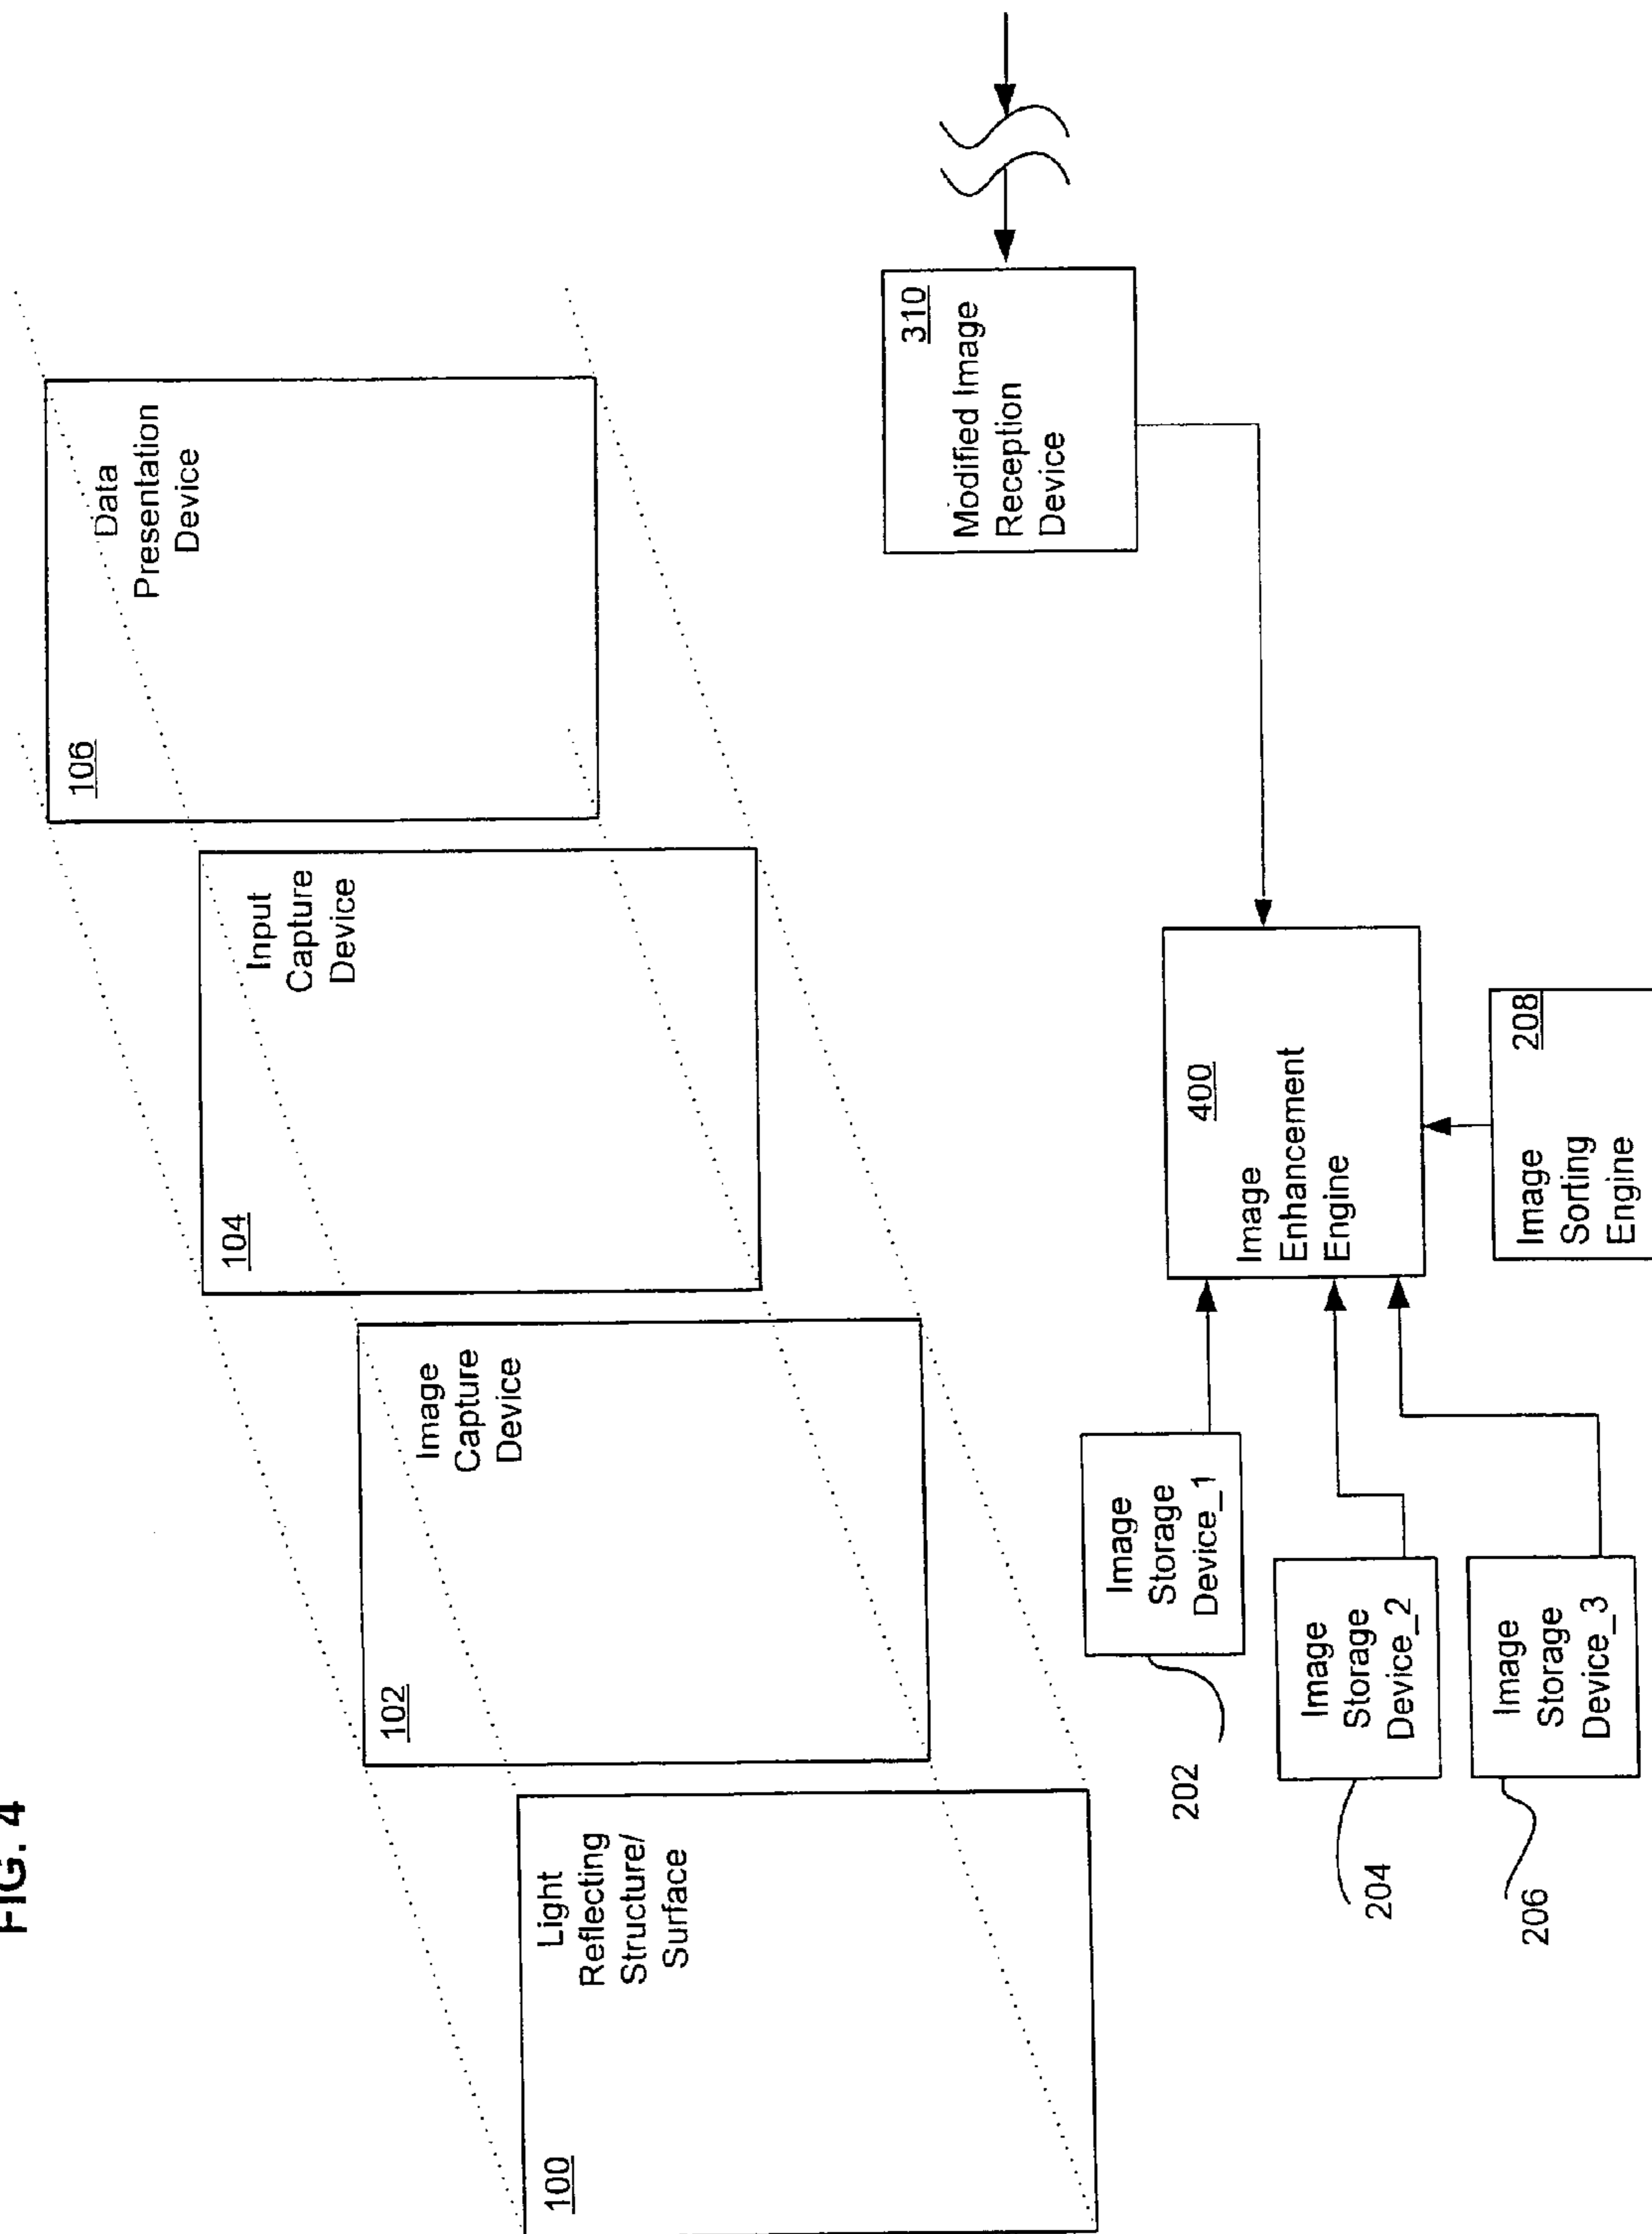 FIG. 4
100
Light
Reflecting
Structure/
Surface
102
Image
Capture
Device
104
Input
Capture
Device
106
Data
Presentation
Device
202
Image
Storage
Device_1
204
Image
Storage
Device_2
206
Image
Storage
Device_3
400
Image
Enhancement
Engine
208
Image
Sorting
Engine
310
Modified Image
Reception
Device